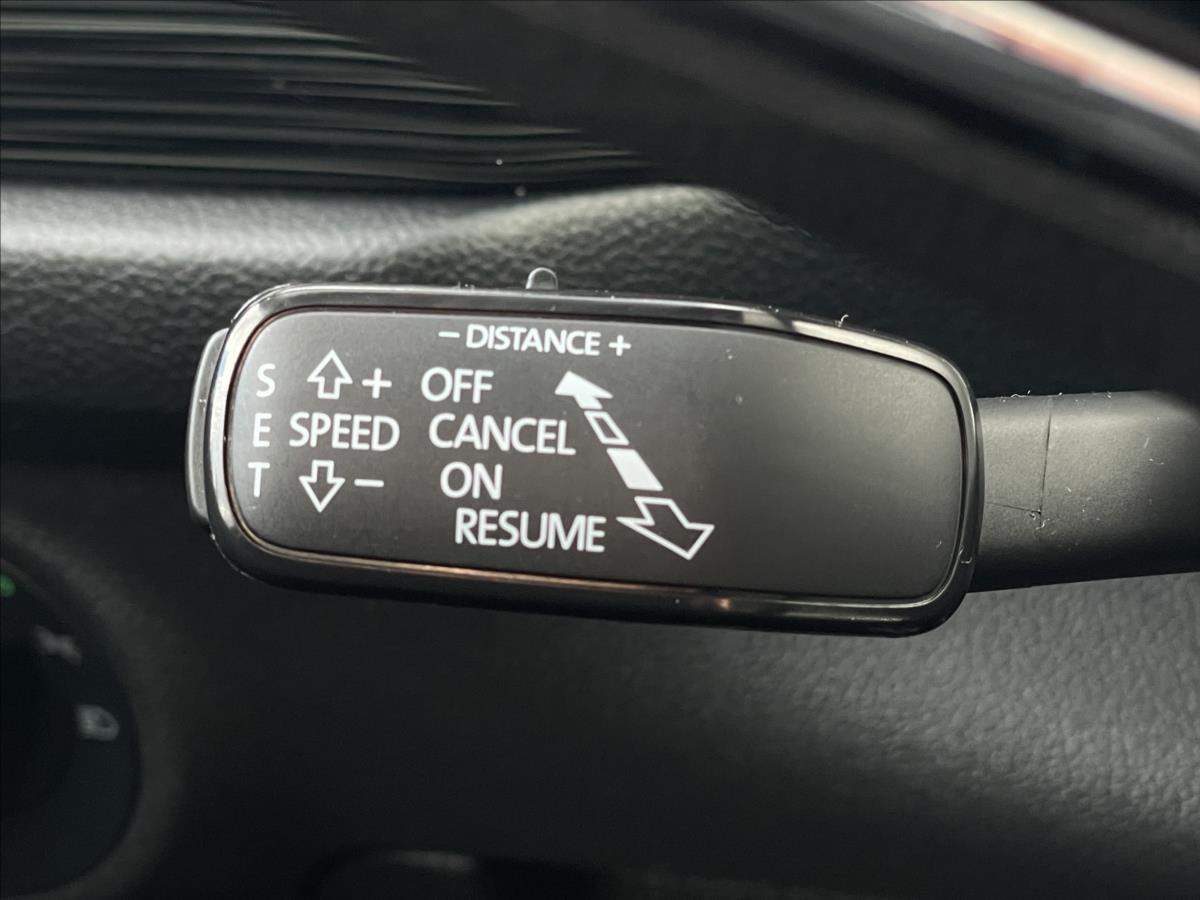 − DISTANCE +
S + OFF
E SPEED CANCEL
T − ON
RESUME